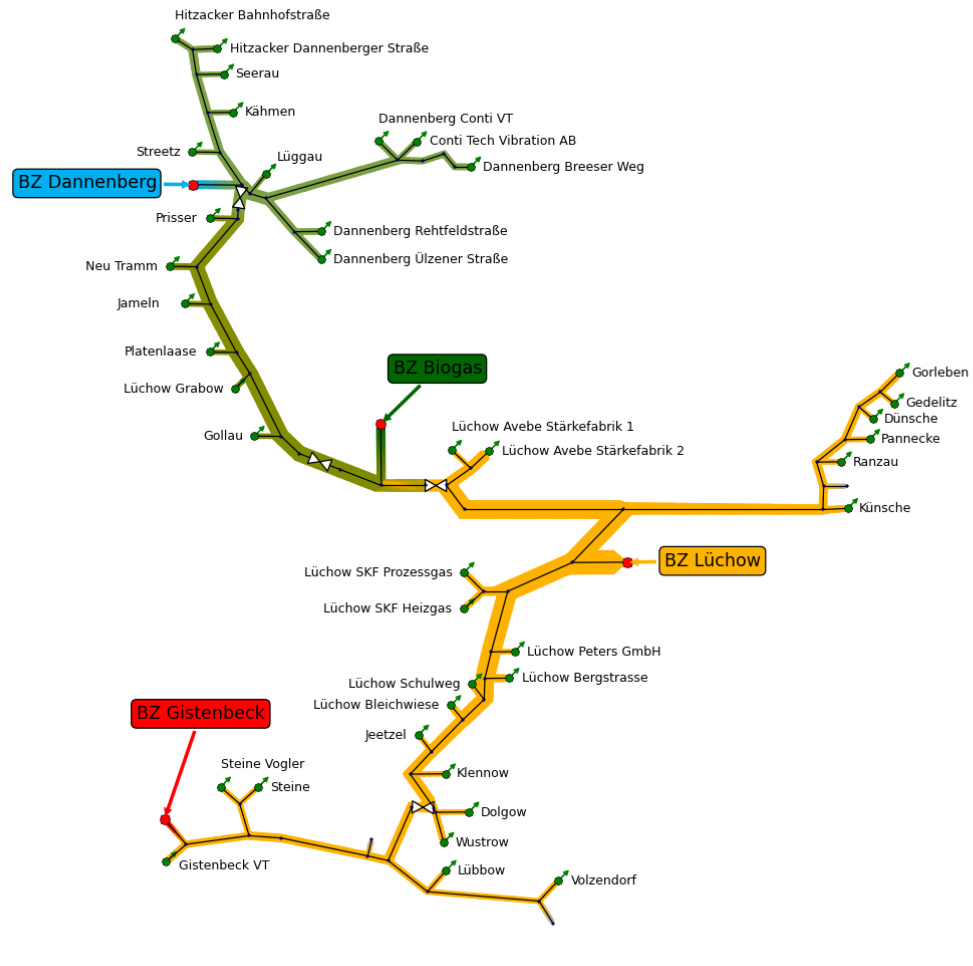 Hitzacker Bahnhofstraße
Hitzacker Dannenberger Straße
Seerau
Kähmen
Dannenberg Conti VT
Conti Tech Vibration AB
Streetz
Lüggau
Dannenberg Breeser Weg
BZ Dannenberg
Prisser
Dannenberg Rehtfeldstraße
Dannenberg Ülzener Straße
Neu Tramm
Jameln
Platenlaase
BZ Biogas
Gorleben
Lüchow Grabow
Gedelitz
Dünsche
Lüchow Avebe Stärkefabrik 1
Gollau
Pannecke
Lüchow Avebe Stärkefabrik 2
Ranzau
Künsche
BZ Lüchow
Lüchow SKF Prozessgas
Lüchow SKF Heizgas
Lüchow Peters GmbH
Lüchow Bergstrasse
Lüchow Schulweg
Lüchow Bleichwiese
BZ Gistenbeck
Jeetzel
Steine Vogler
Klennow
Steine
Dolgow
Wustrow
Gistenbeck VT
Lübbow
Volzendorf